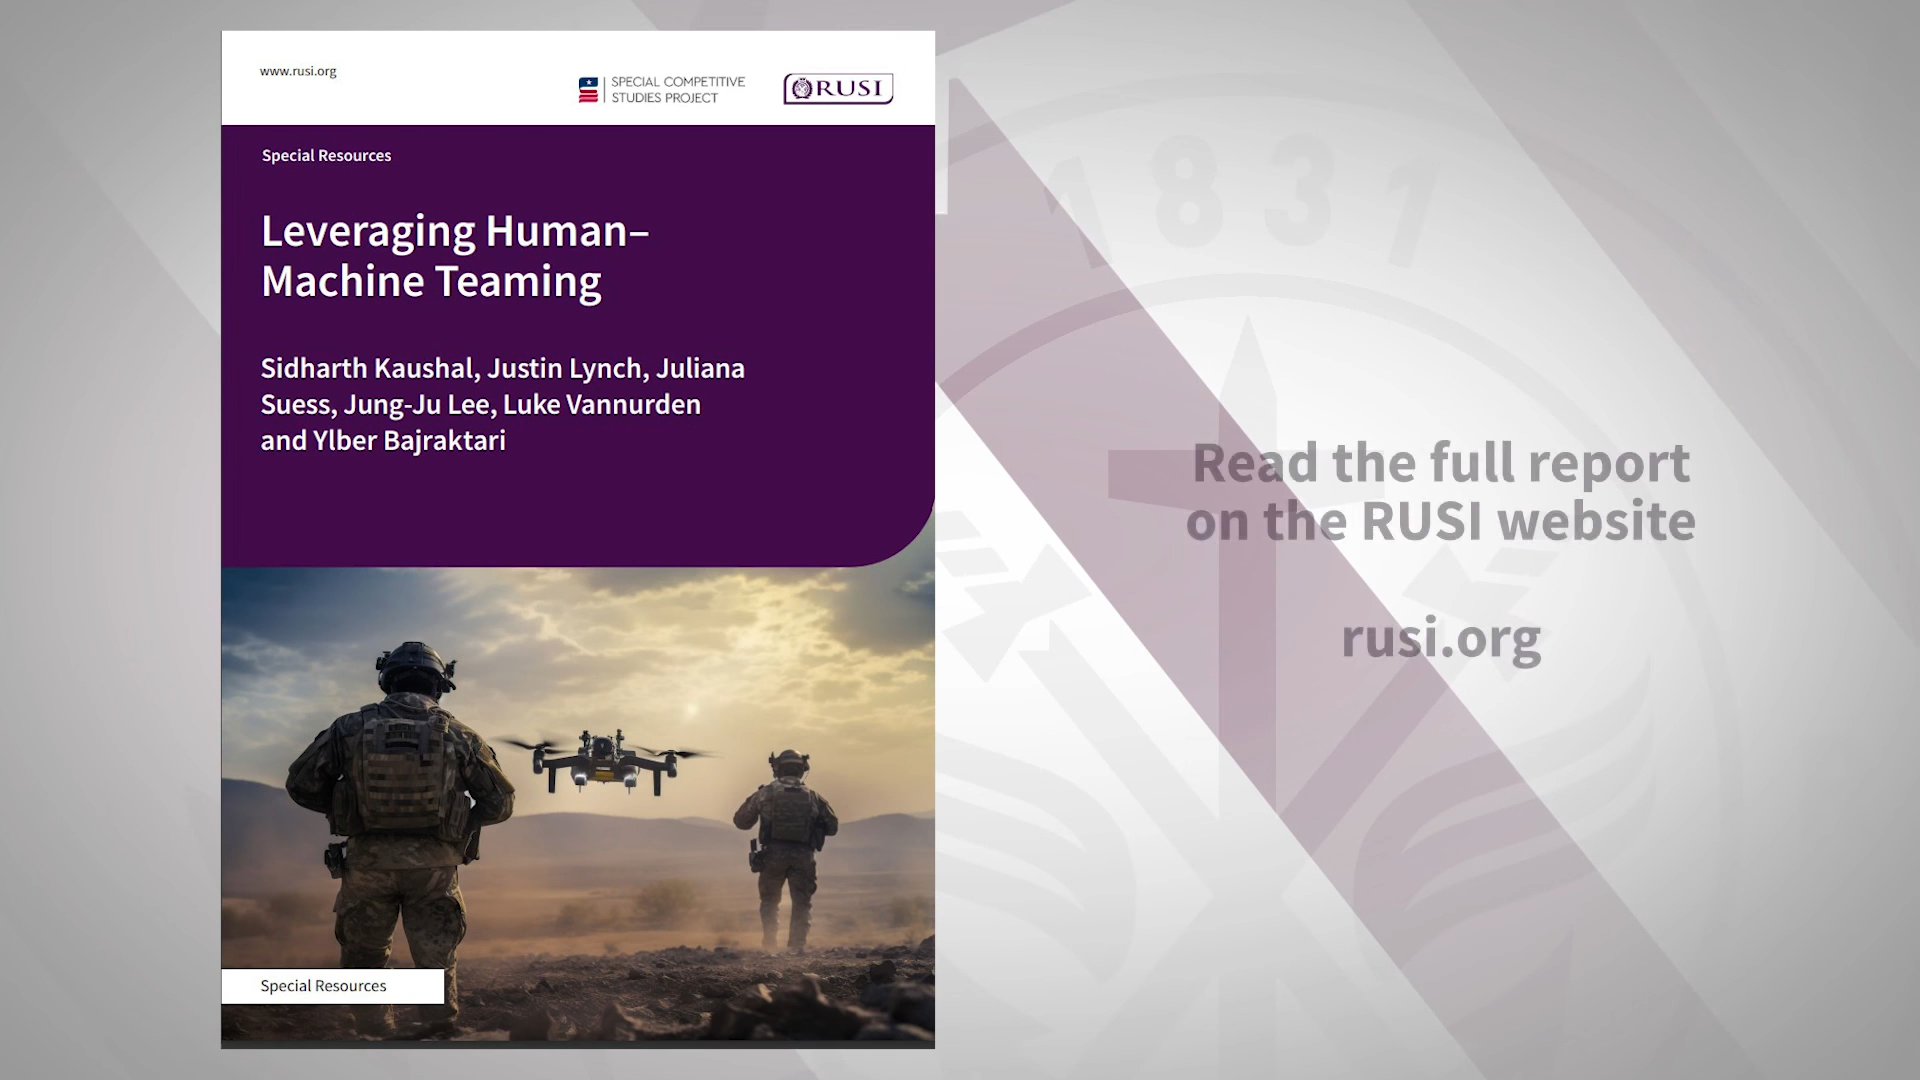 www.rusi.org
SPECIAL COMPETITIVE
STUDIES PROJECT
RUSI
Special Resources
Leveraging Human–
Machine Teaming
Sidharth Kaushal, Justin Lynch, Juliana
Suess, Jung-Ju Lee, Luke Vannurden
and Ylber Bajraktari
Special Resources
1831
Read the full report
on the RUSI website
rusi.org